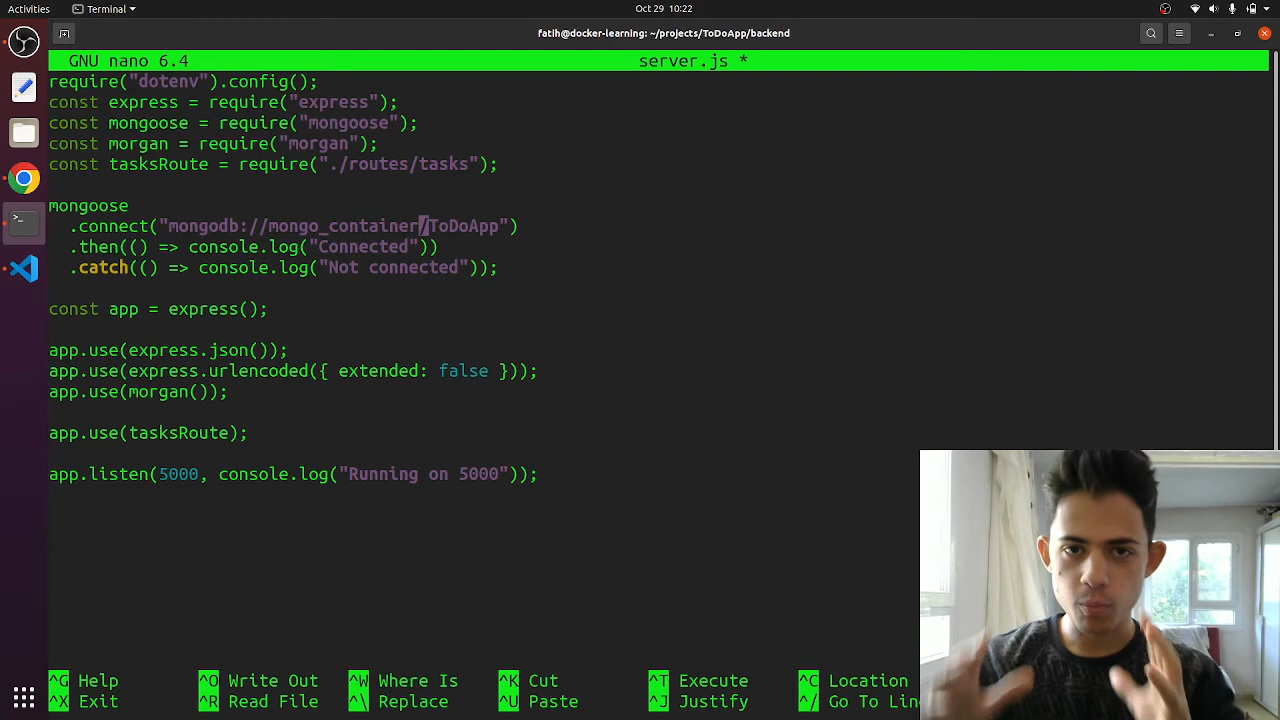 Activities
Terminal
Oct 29 10:22
fatih@docker-learning: ~/projects/ToDoApp/backend
GNU nano 6.4
server.js *
require("dotenv").config();
const express = require("express");
const mongoose = require("mongoose");
const morgan = require("morgan");
const tasksRoute = require("./routes/tasks");
mongoose
.connect("mongodb://mongo_container/ToDoApp")
.then(() => console.log("Connected"))
.catch(() => console.log("Not connected"));
const app = express();
app.use(express.json());
app.use(express.urlencoded({ extended: false }));
app.use(morgan());
app.use(tasksRoute);
app.listen(5000, console.log("Running on 5000"));
^G Help ^O Write Out ^W Where Is ^K Cut ^T Execute ^C Location
^X Exit ^R Read File ^\ Replace ^U Paste ^J Justify ^/ Go To Lin